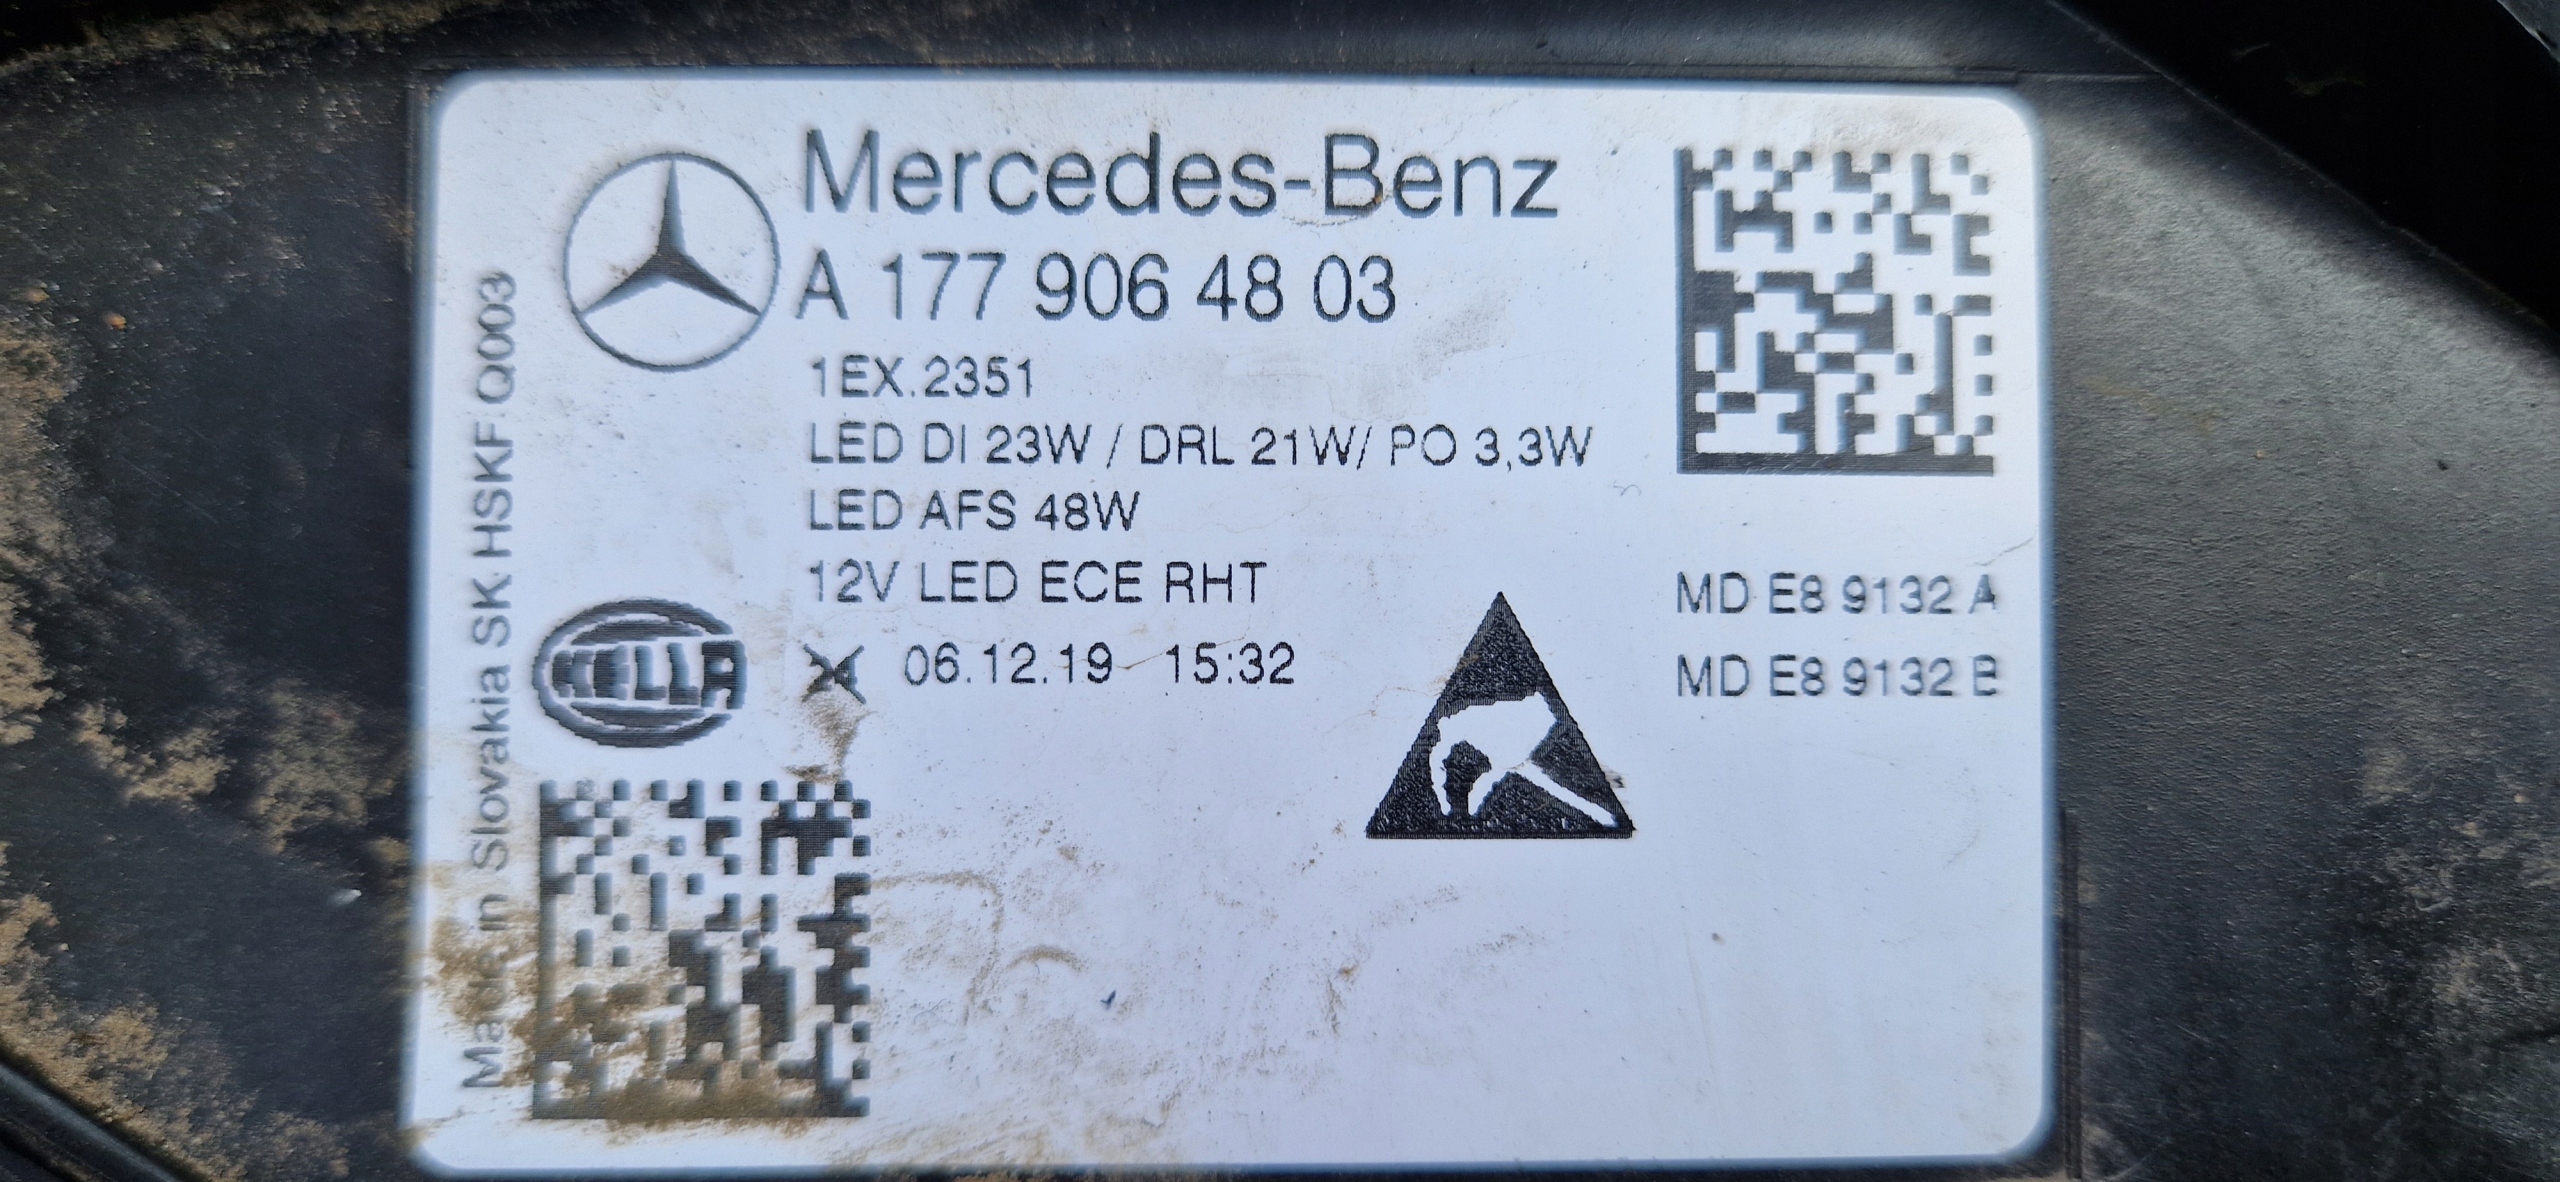 Mercedes-Benz
A 177 906 48 03
1EX.2351
LED DI 23W / DRL 21W/ PO 3,3W
LED AFS 48W
12V LED ECE RHT
06.12.19 15:32
HELLA
MD E8 9132 A
MD E8 9132 B
Made in Slovakia SK HSKF Q003